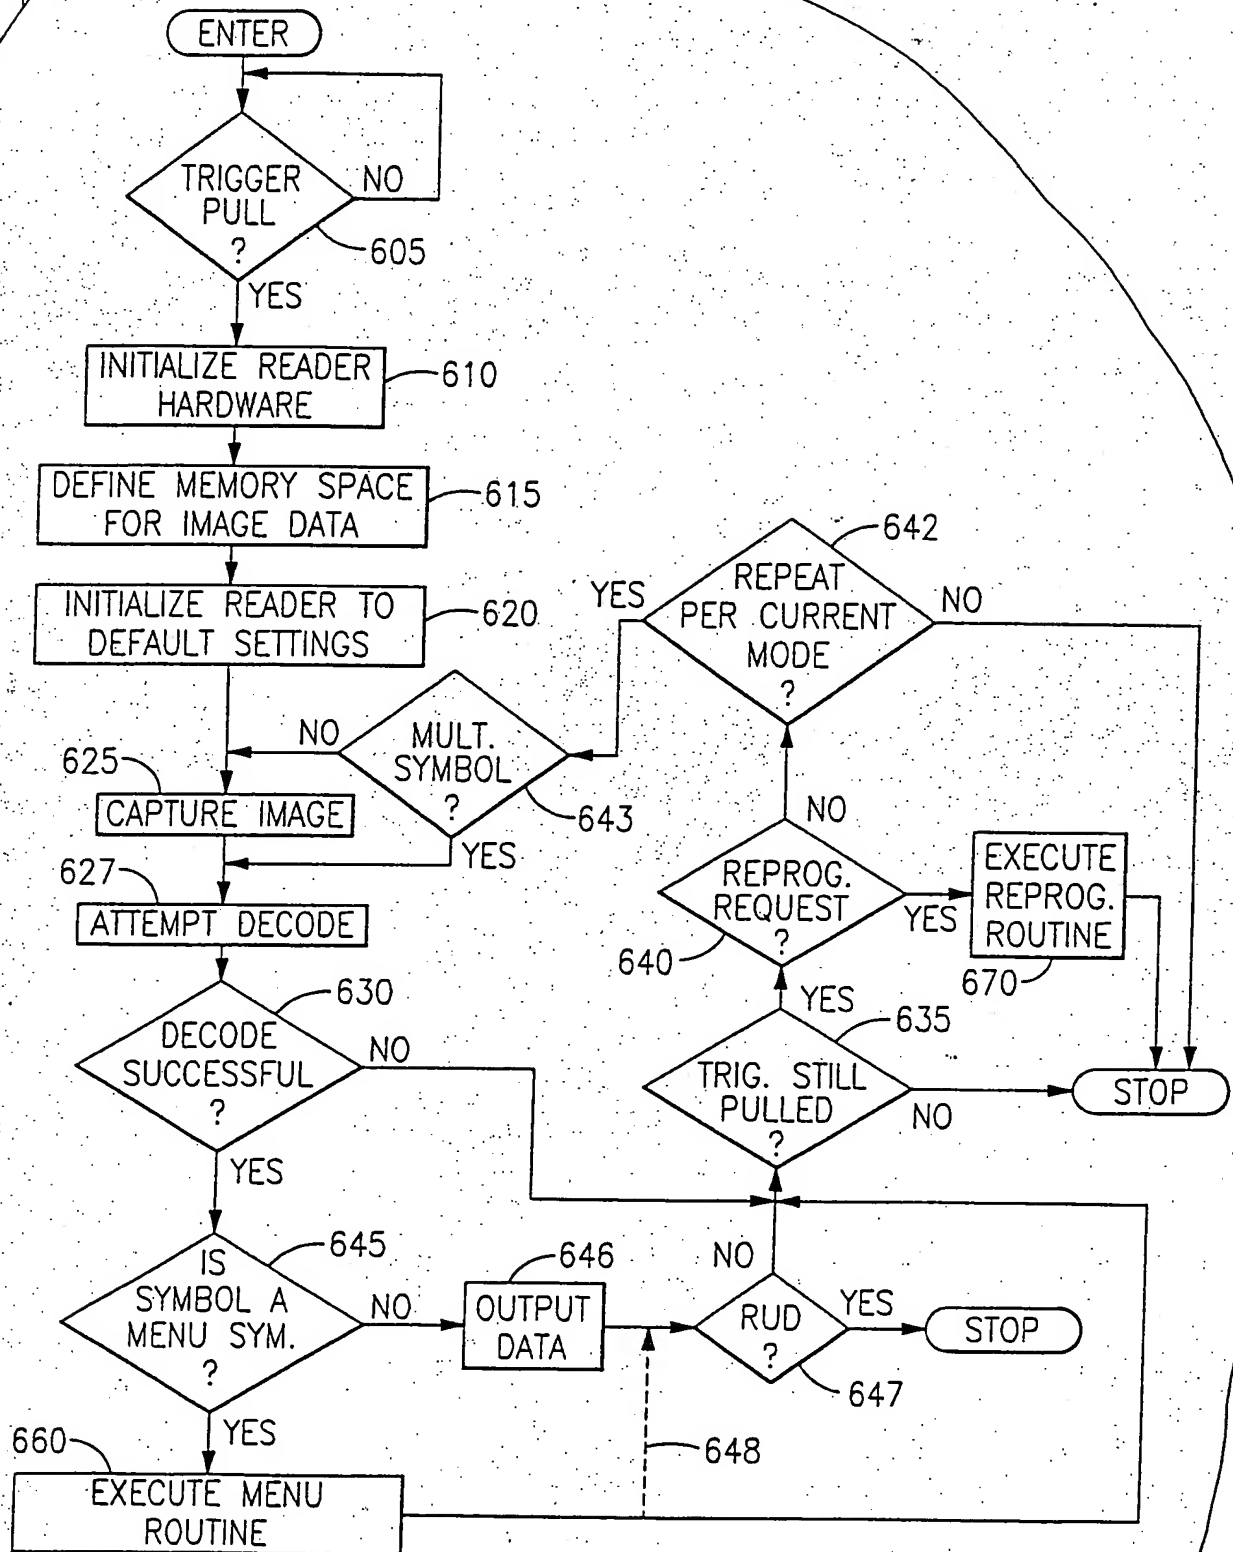 ENTER
TRIGGER
PULL
?
NO
605
YES
INITIALIZE READER
HARDWARE
610
DEFINE MEMORY SPACE
FOR IMAGE DATA
615
INITIALIZE READER TO
DEFAULT SETTINGS
620
642
REPEAT
PER CURRENT
MODE
?
YES
NO
MULT.
SYMBOL
?
NO
643
YES
625
CAPTURE IMAGE
627
ATTEMPT DECODE
NO
REPROG.
REQUEST
?
640
YES
EXECUTE
REPROG.
ROUTINE
670
630
DECODE
SUCCESSFUL
?
NO
YES
YES
635
TRIG. STILL
PULLED
?
NO
STOP
IS
SYMBOL A
MENU SYM.
?
645
NO
646
OUTPUT
DATA
NO
RUD
?
YES
647
STOP
YES
648
660
EXECUTE MENU
ROUTINE